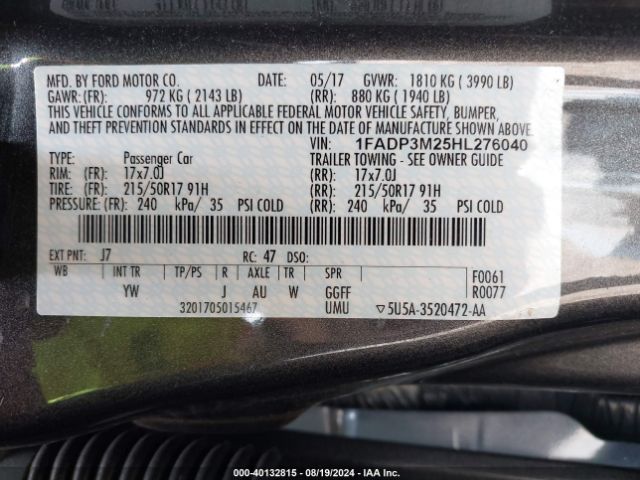 MFD. BY FORD MOTOR CO. DATE: 05/17 GVWR: 1810 KG ( 3990 LB)
GAWR: (FR): 972 KG ( 2143 LB) (RR): 880 KG ( 1940 LB)
THIS VEHICLE CONFORMS TO ALL APPLICABLE FEDERAL MOTOR VEHICLE SAFETY, BUMPER,
AND THEFT PREVENTION STANDARDS IN EFFECT ON THE DATE OF MANUFACTURE SHOWN ABOVE.
VIN: 1FADP3M25HL276040
TYPE: Passenger Car TRAILER TOWING - SEE OWNER GUIDE
RIM: (FR): 17x7.0J (RR): 17x7.0J
TIRE: (FR): 215/50R17 91H (RR): 215/50R17 91H
PRESSURE: (FR): 240 kPa/ 35 PSI COLD (RR): 240 kPa/ 35 PSI COLD
EXT PNT: J7 RC: 47 DSO:
WB INT TR TP/PS R AXLE TR SPR F0061
YW J AU W GGFF R0077
3201705015467 UMU ▽5U5A-3520472-AA
000-40132815 - 08/19/2024 - IAA Inc.